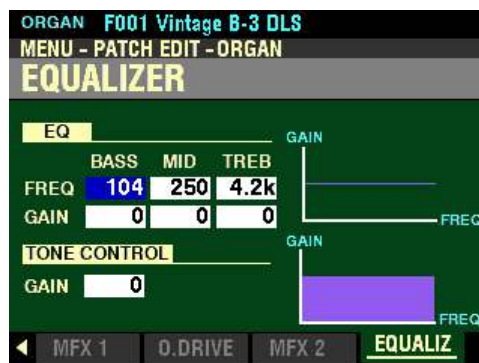 ORGAN F001 Vintage B-3 DLS
MENU - PATCH EDIT - ORGAN
EQUALIZER
EQ
GAIN
BASS MID TREB
FREQ 104 250 4.2k
GAIN 0 0 0
FREQ
TONE CONTROL
GAIN
GAIN 0
FREQ
MFX 1 O.DRIVE MFX 2 EQUALIZ